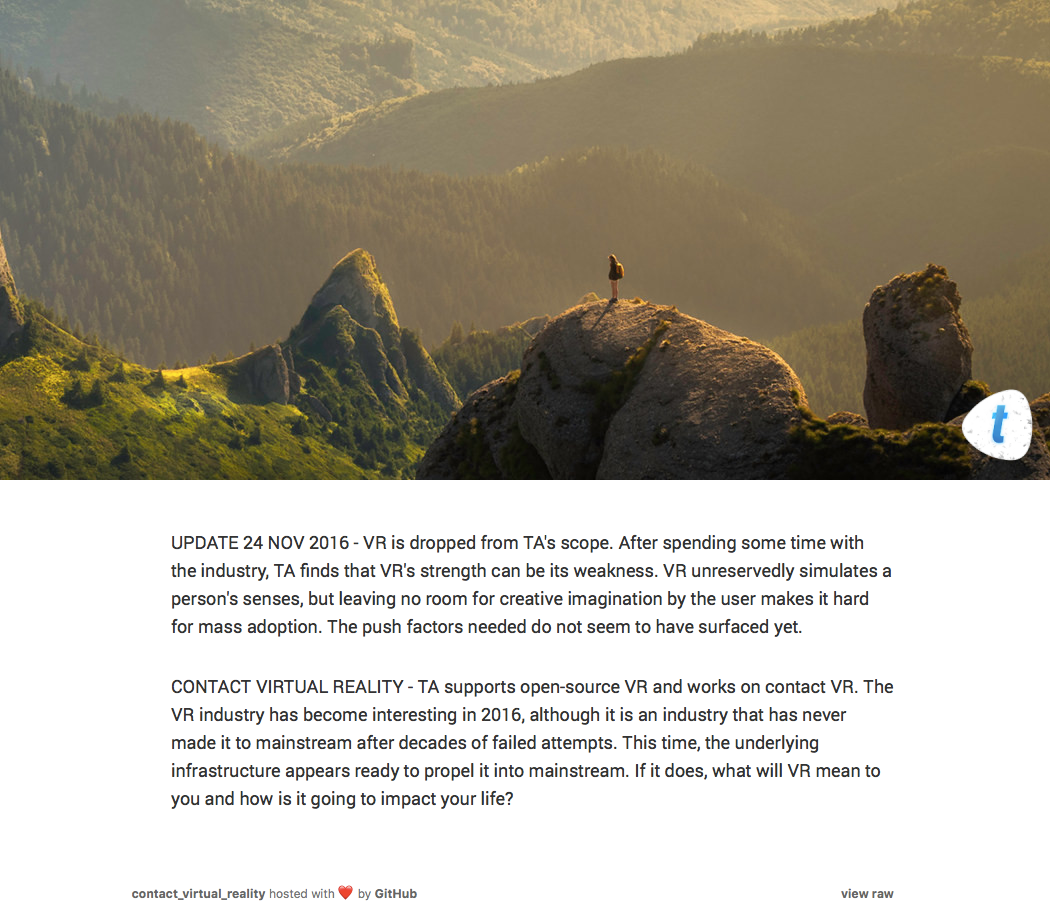 t
UPDATE 24 NOV 2016 - VR is dropped from TA's scope. After spending some time with
the industry, TA finds that VR's strength can be its weakness. VR unreservedly simulates a
person's senses, but leaving no room for creative imagination by the user makes it hard
for mass adoption. The push factors needed do not seem to have surfaced yet.
CONTACT VIRTUAL REALITY - TA supports open-source VR and works on contact VR. The
VR industry has become interesting in 2016, although it is an industry that has never
made it to mainstream after decades of failed attempts. This time, the underlying
infrastructure appears ready to propel it into mainstream. If it does, what will VR mean to
you and how is it going to impact your life?
contact_virtual_reality hosted with ❤ by GitHub
view raw